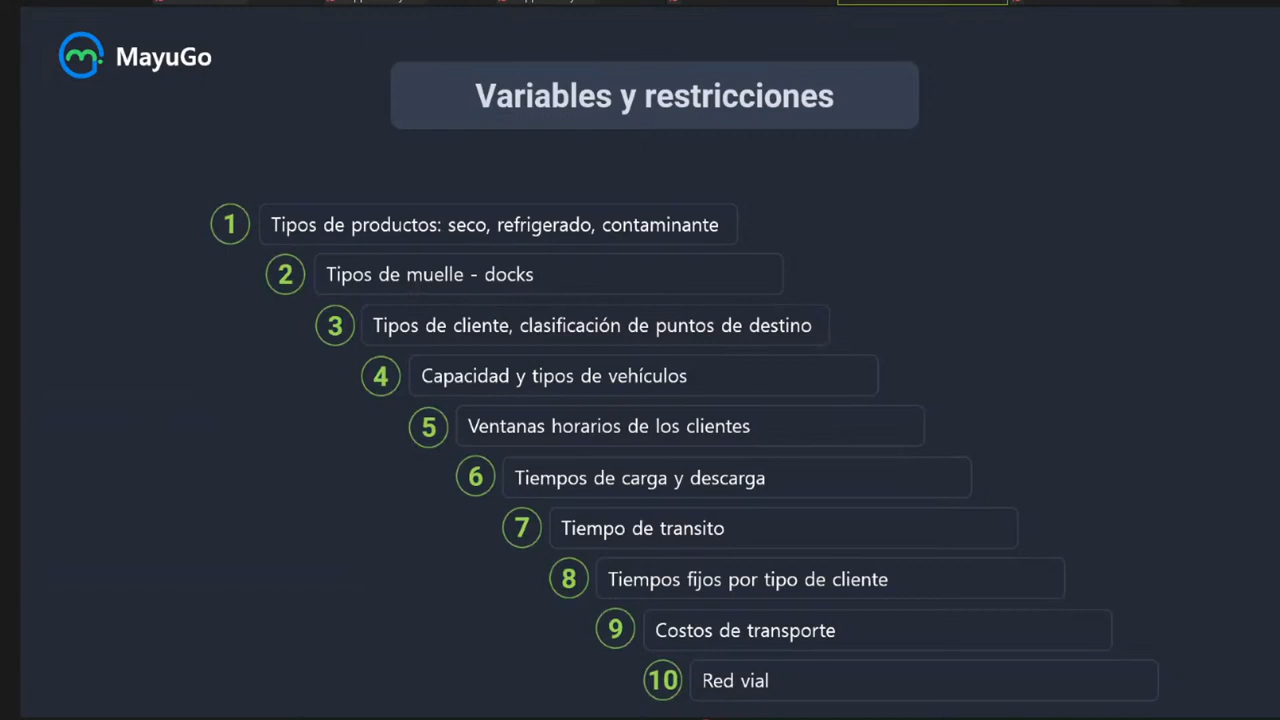 MayuGo
Variables y restricciones
1 Tipos de productos: seco, refrigerado, contaminante
2 Tipos de muelle - docks
3 Tipos de cliente, clasificación de puntos de destino
4 Capacidad y tipos de vehículos
5 Ventanas horarios de los clientes
6 Tiempos de carga y descarga
7 Tiempo de transito
8 Tiempos fijos por tipo de cliente
9 Costos de transporte
10 Red vial